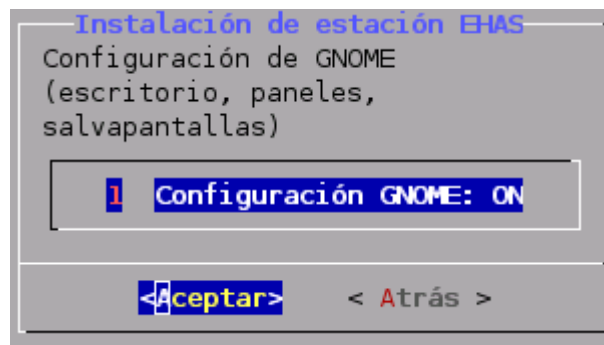 Instalación de estación EHAS
Configuración de GNOME
(escritorio, paneles,
salvapantallas)
1 Configuración GNOME: ON
<Aceptar> < Atrás >